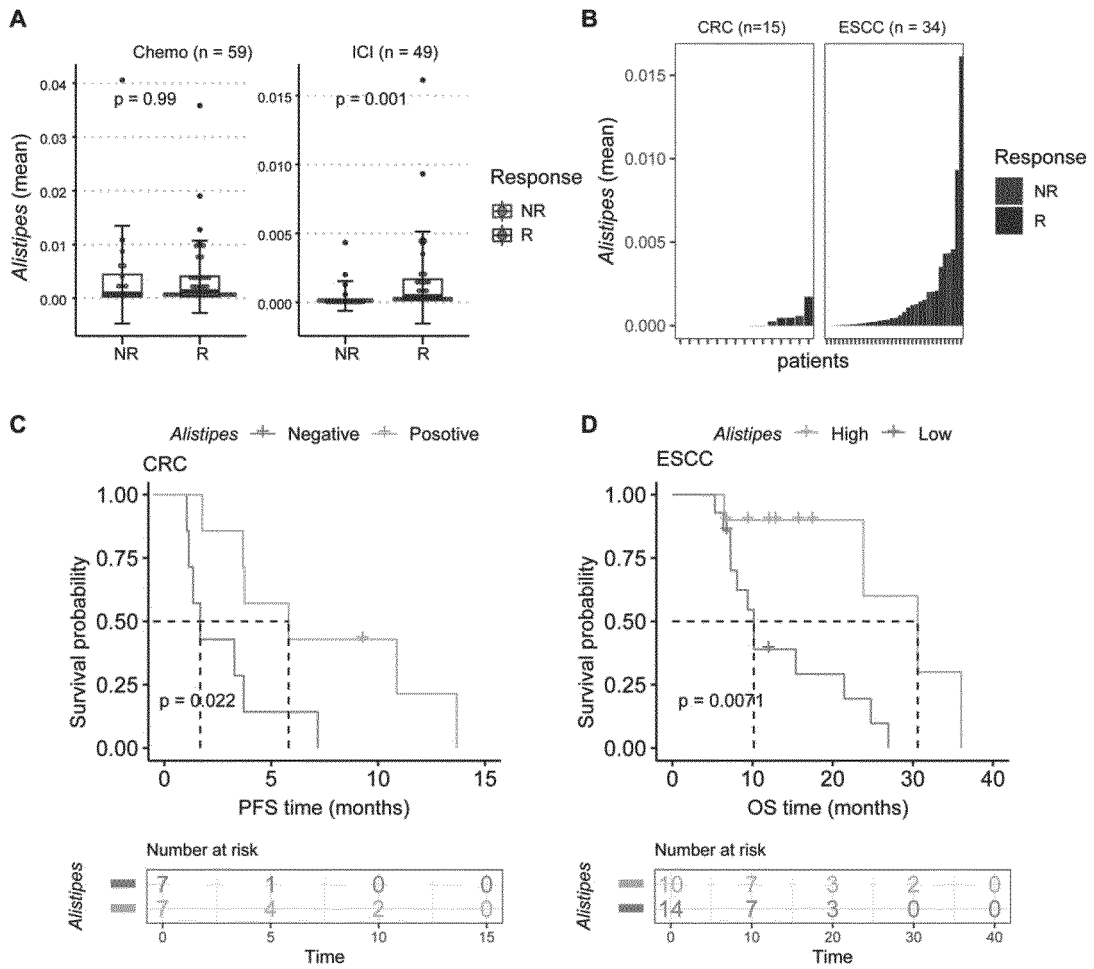 A
Chemo (n = 59)
ICI (n = 49)
Alistipes (mean)
0.04
0.03
0.02
0.01
0.00
p = 0.99
NR
R
0.015
0.010
0.005
0.000
p = 0.001
NR
R
Response
NR
R
B
CRC (n=15)
ESCC (n = 34)
Alistipes (mean)
0.015
0.010
0.005
0.000
patients
Response
NR
R
C
Alistipes Negative Posotive
CRC
Survival probability
1.00
0.75
0.50
0.25
0.00
p = 0.022
0 5 10 15
PFS time (months)
Number at risk
Alistipes
7 1 0 0
7 4 2 0
0 5 10 15
Time
D
Alistipes High Low
ESCC
Survival probability
1.00
0.75
0.50
0.25
0.00
p = 0.0071
0 10 20 30 40
OS time (months)
Number at risk
Alistipes
10 7 3 2 0
14 7 3 0 0
0 10 20 30 40
Time